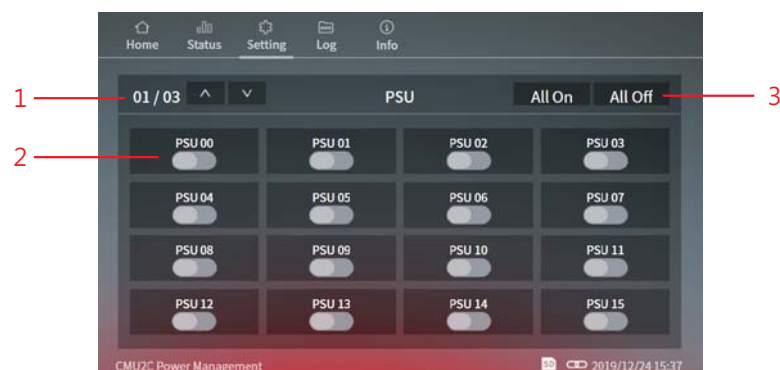 Home Status Setting Log Info
1 01 / 03 PSU All On All Off 3
2 PSU 00 PSU 01 PSU 02 PSU 03
PSU 04 PSU 05 PSU 06 PSU 07
PSU 08 PSU 09 PSU 10 PSU 11
PSU 12 PSU 13 PSU 14 PSU 15
CMU2C Power Management SD 2019/12/24 15:37